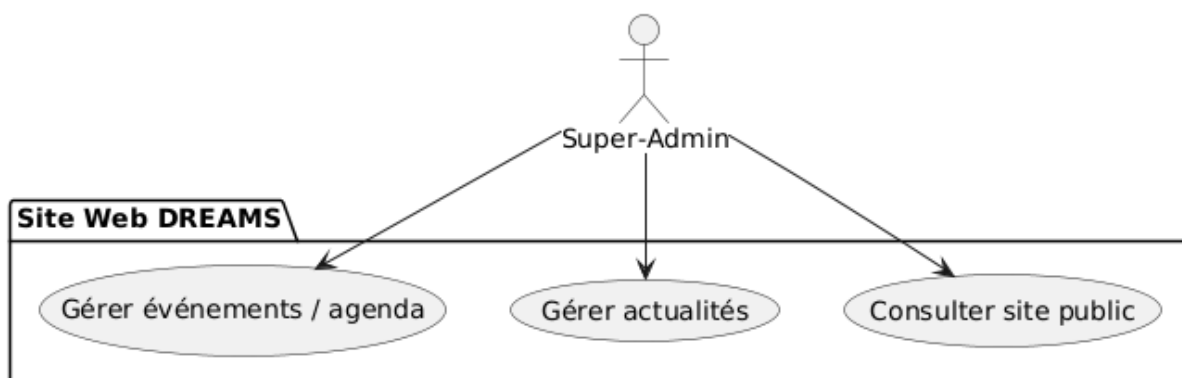 Super-Admin
Site Web DREAMS
Gérer événements / agenda
Gérer actualités
Consulter site public